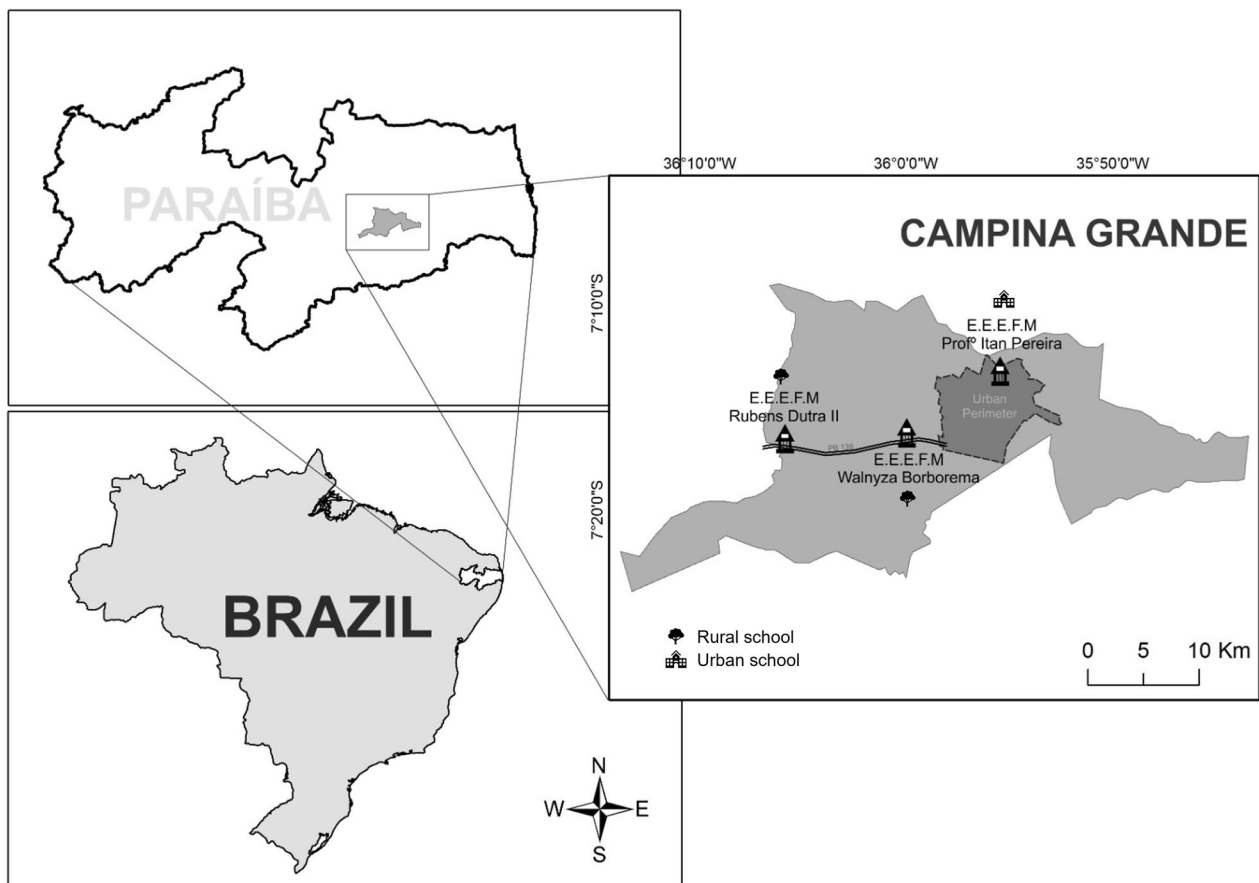 PARAÍBA
36°10'0"W
36°0'0"W
35°50'0"W
7°10'0"S
7°20'0"S
CAMPINA GRANDE
E.E.E.F.M
Profº Itan Pereira
E.E.E.F.M
Rubens Dutra II
Urban
Perimeter
E.E.E.F.M
Walnyza Borborema
Rural school
Urban school
0 5 10 Km
BRAZIL
N
W E
S